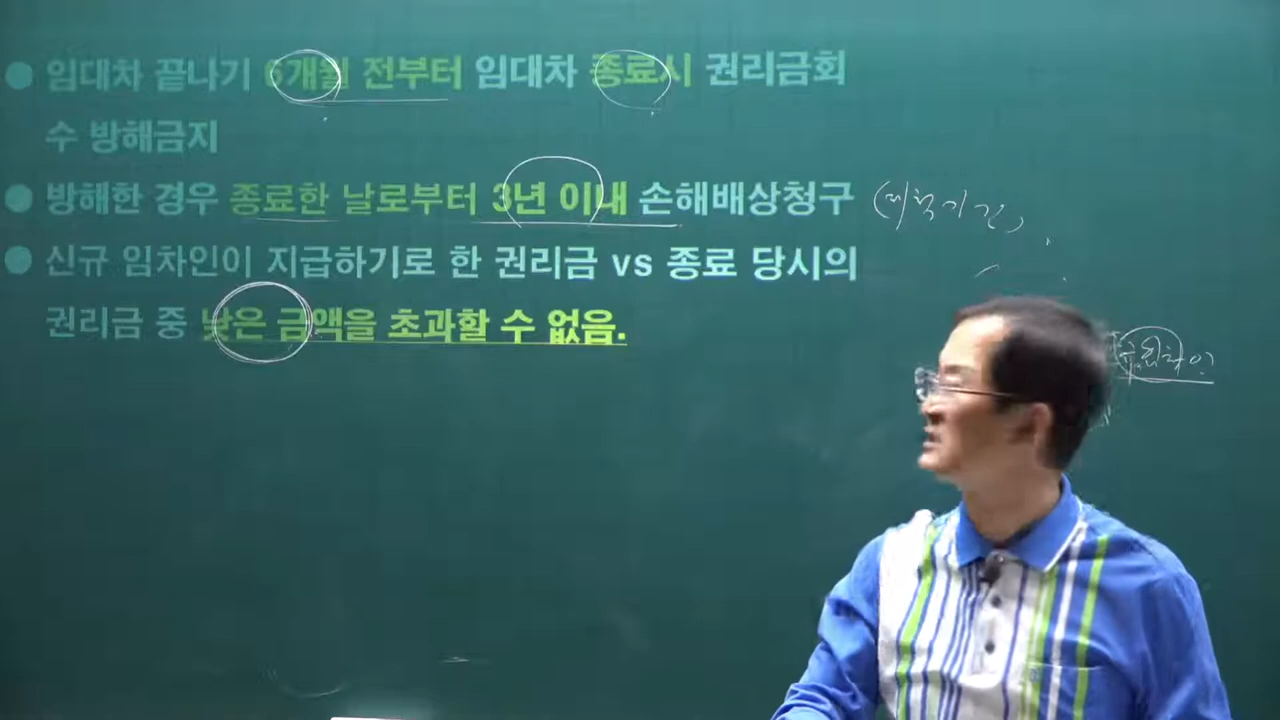 ● 임대차 끝나기 6개월 전부터 임대차 종료시 권리금회
수 방해금지
● 방해한 경우 종료한 날로부터 3년 이내 손해배상청구
● 신규 임차인이 지급하기로 한 권리금 vs 종료 당시의
권리금 중 낮은 금액을 초과할 수 없음.